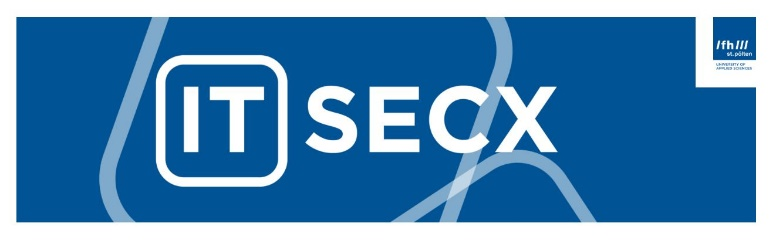 IT SECX
/fh///
st.pölten
UNIVERSITY OF
APPLIED SCIENCES